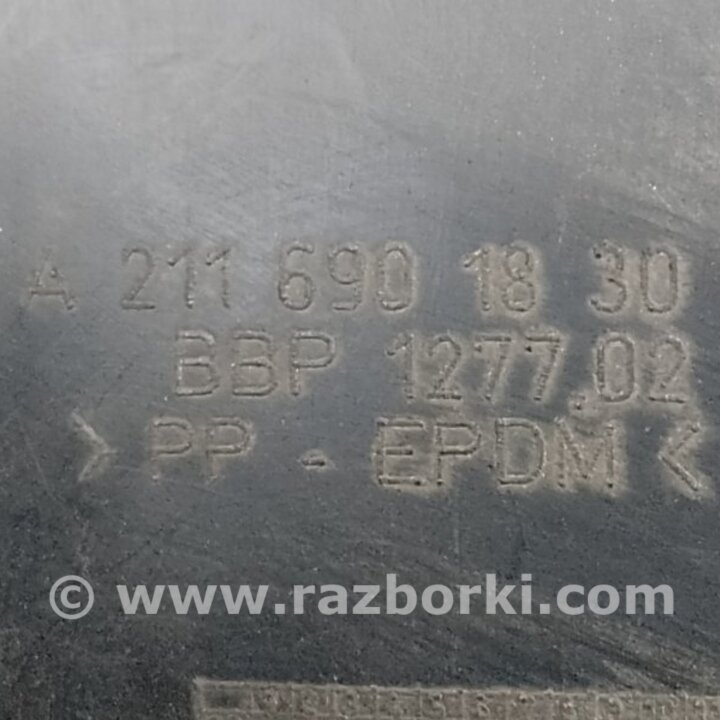 A 211 690 18 30
BBP 1277.02
>PP - EPDM<
© www.razborki.com